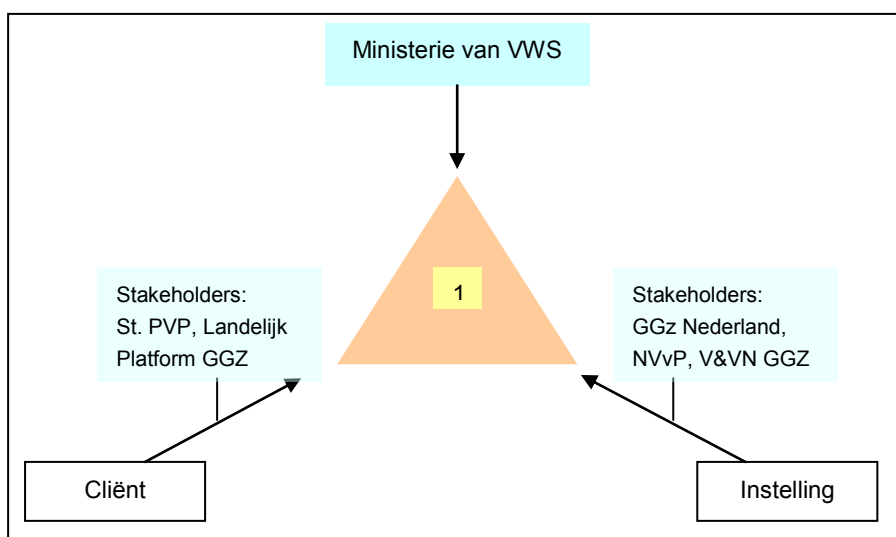 Ministerie van VWS
1
Stakeholders:
St. PVP, Landelijk
Platform GGZ
Stakeholders:
GGz Nederland,
NVvP, V&VN GGZ
Cliënt
Instelling